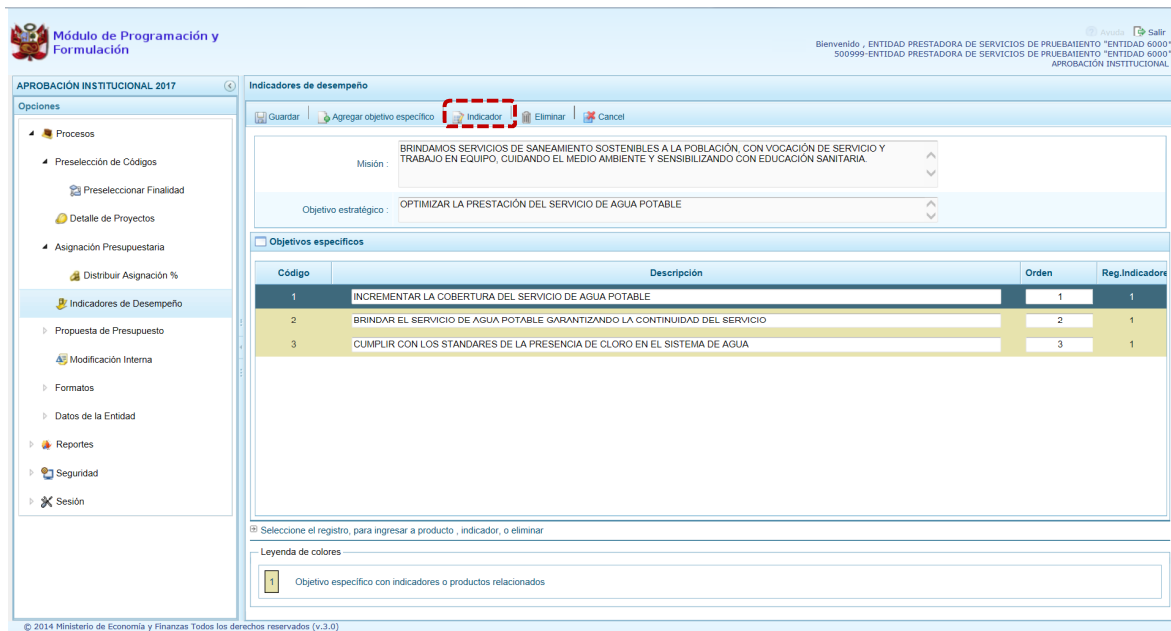 Módulo de Programación y
Formulación
Ayuda Salir
Bienvenido , ENTIDAD PRESTADORA DE SERVICIOS DE PRUEBAIIENTO "ENTIDAD 6000"
500999-ENTIDAD PRESTADORA DE SERVICIOS DE PRUEBAIIENTO "ENTIDAD 6000"
APROBACIÓN INSTITUCIONAL
APROBACIÓN INSTITUCIONAL 2017
Opciones
Procesos
Preselección de Códigos
Preseleccionar Finalidad
Detalle de Proyectos
Asignación Presupuestaria
Distribuir Asignación %
Indicadores de Desempeño
Propuesta de Presupuesto
Modificación Interna
Formatos
Datos de la Entidad
Reportes
Seguridad
Sesión
Indicadores de desempeño
Guardar Agregar objetivo específico Indicador Eliminar Cancel
Misión :
BRINDAMOS SERVICIOS DE SANEAMIENTO SOSTENIBLES A LA POBLACIÓN, CON VOCACIÓN DE SERVICIO Y
TRABAJO EN EQUIPO, CUIDANDO EL MEDIO AMBIENTE Y SENSIBILIZANDO CON EDUCACIÓN SANITARIA.
Objetivo estratégico : OPTIMIZAR LA PRESTACIÓN DEL SERVICIO DE AGUA POTABLE
Objetivos específicos
Código Descripción Orden Reg.Indicadore
1 INCREMENTAR LA COBERTURA DEL SERVICIO DE AGUA POTABLE 1 1
2 BRINDAR EL SERVICIO DE AGUA POTABLE GARANTIZANDO LA CONTINUIDAD DEL SERVICIO 2 1
3 CUMPLIR CON LOS STANDARES DE LA PRESENCIA DE CLORO EN EL SISTEMA DE AGUA 3 1
Seleccione el registro, para ingresar a producto , indicador, o eliminar
Leyenda de colores
1 Objetivo específico con indicadores o productos relacionados
© 2014 Ministerio de Economía y Finanzas Todos los derechos reservados (v.3.0)